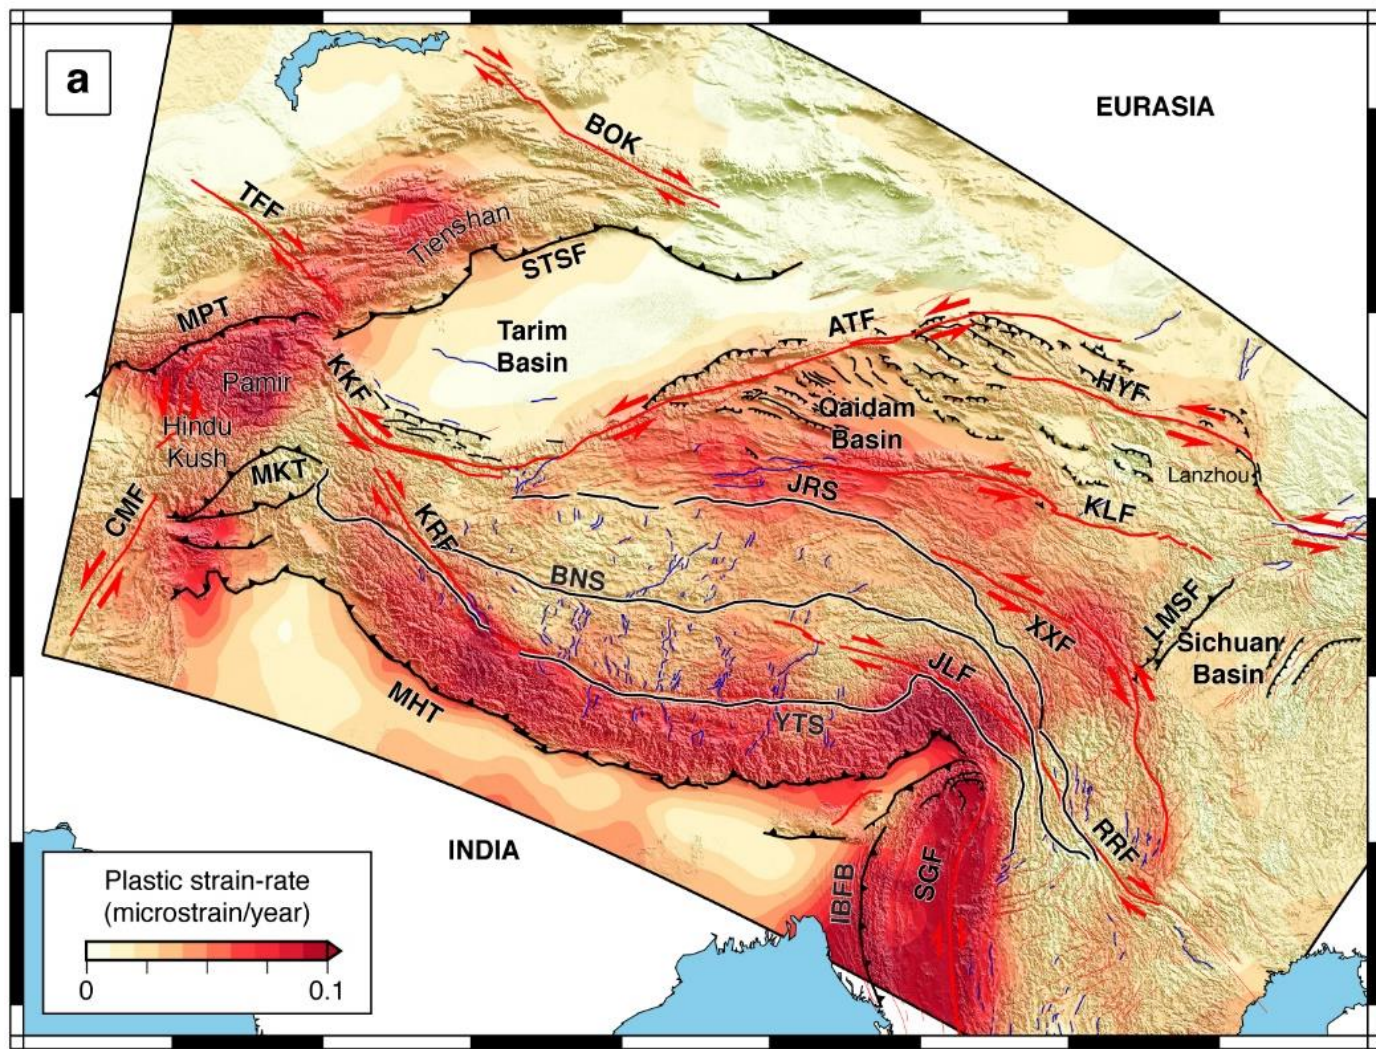 a
EURASIA
BOK
TFF
Tienshan
STSF
MPT
Tarim
Basin
ATF
KKF
Pamir
HYF
Qaidam
Basin
Hindu
Kush
MKT
Lanzhou
JRS
CMF
KRF
KLF
BNS
LMSF
XXF
Sichuan
Basin
JLF
MHT
YTS
INDIA
RRF
SGF
IBFB
Plastic strain-rate
(microstrain/year)
0
0.1